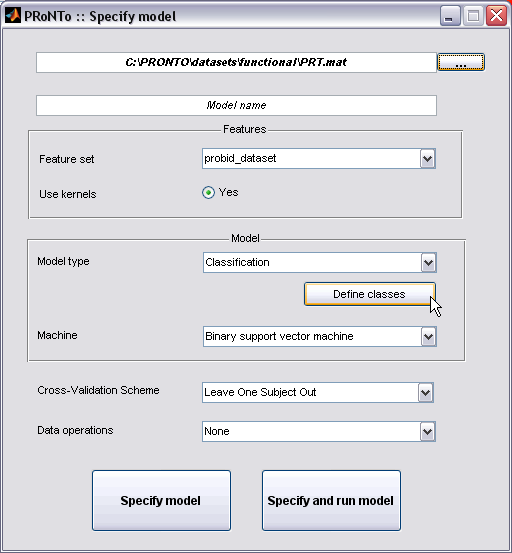 PRoNTo :: Specify model
C:\PRONTO\datasets\functional\PRT.mat
...
Model name
Features
Feature set
probid_dataset
Use kernels
Yes
Model
Model type
Classification
Define classes
Machine
Binary support vector machine
Cross-Validation Scheme
Leave One Subject Out
Data operations
None
Specify model
Specify and run model